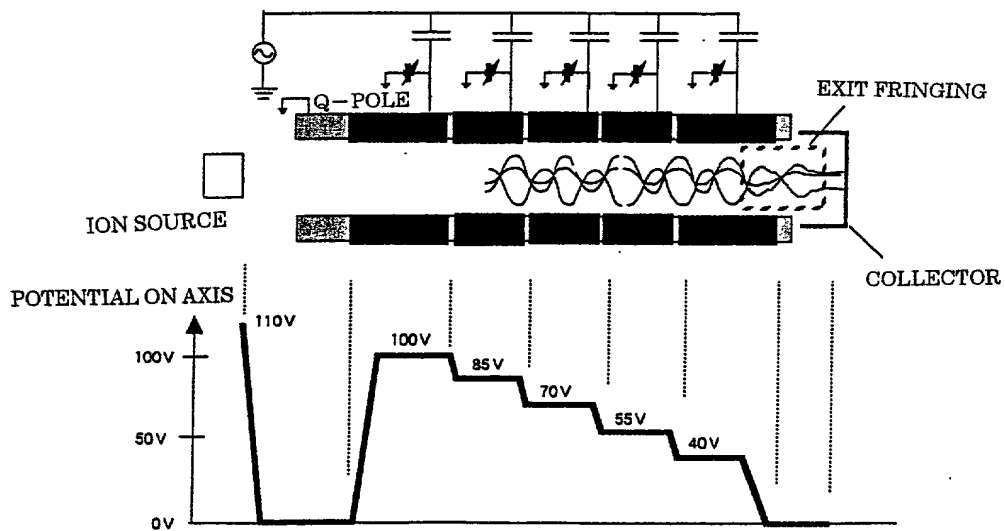 Q-POLE
EXIT FRINGING
ION SOURCE
COLLECTOR
POTENTIAL ON AXIS
110V
100V
100V
85V
70V
55V
50V
40V
0V